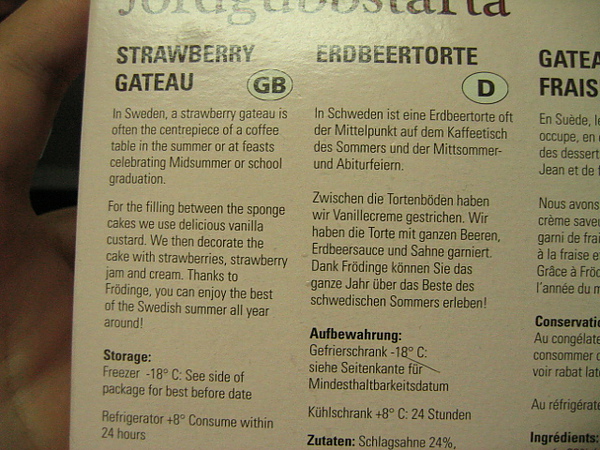 Jordgubbstårta
STRAWBERRY
GATEAU GB
In Sweden, a strawberry gateau is
often the centrepiece of a coffee
table in the summer or at feasts
celebrating Midsummer or school
graduation.
For the filling between the sponge
cakes we use delicious vanilla
custard. We then decorate the
cake with strawberries, strawberry
jam and cream. Thanks to
Frödinge, you can enjoy the best
of the Swedish summer all year
around!
Storage:
Freezer -18° C: See side of
package for best before date
Refrigerator +8° Consume within
24 hours
ERDBEERTORTE
D
In Schweden ist eine Erdbeertorte oft
der Mittelpunkt auf dem Kaffeetisch
des Sommers und der Mittsommer-
und Abiturfeiern.
Zwischen die Tortenböden haben
wir Vanillecreme gestrichen. Wir
haben die Torte mit ganzen Beeren,
Erdbeersauce und Sahne garniert.
Dank Frödinge können Sie das
ganze Jahr über das Beste des
schwedischen Sommers erleben!
Aufbewahrung:
Gefrierschrank -18° C:
siehe Seitenkante für
Mindesthaltbarkeitsdatum
Kühlschrank +8° C: 24 Stunden
Zutaten: Schlagsahne 24%,
GATEA
FRAIS
En Suède, le
occupe, en
des dessert
Jean et de f
Nous avons
crème saveu
garni de frai
à la fraise e
Grâce à Fröd
l'année du m
Conservatio
Au congélate
consommer d
voir rabat lat
Au réfrigérate
Ingrédients: